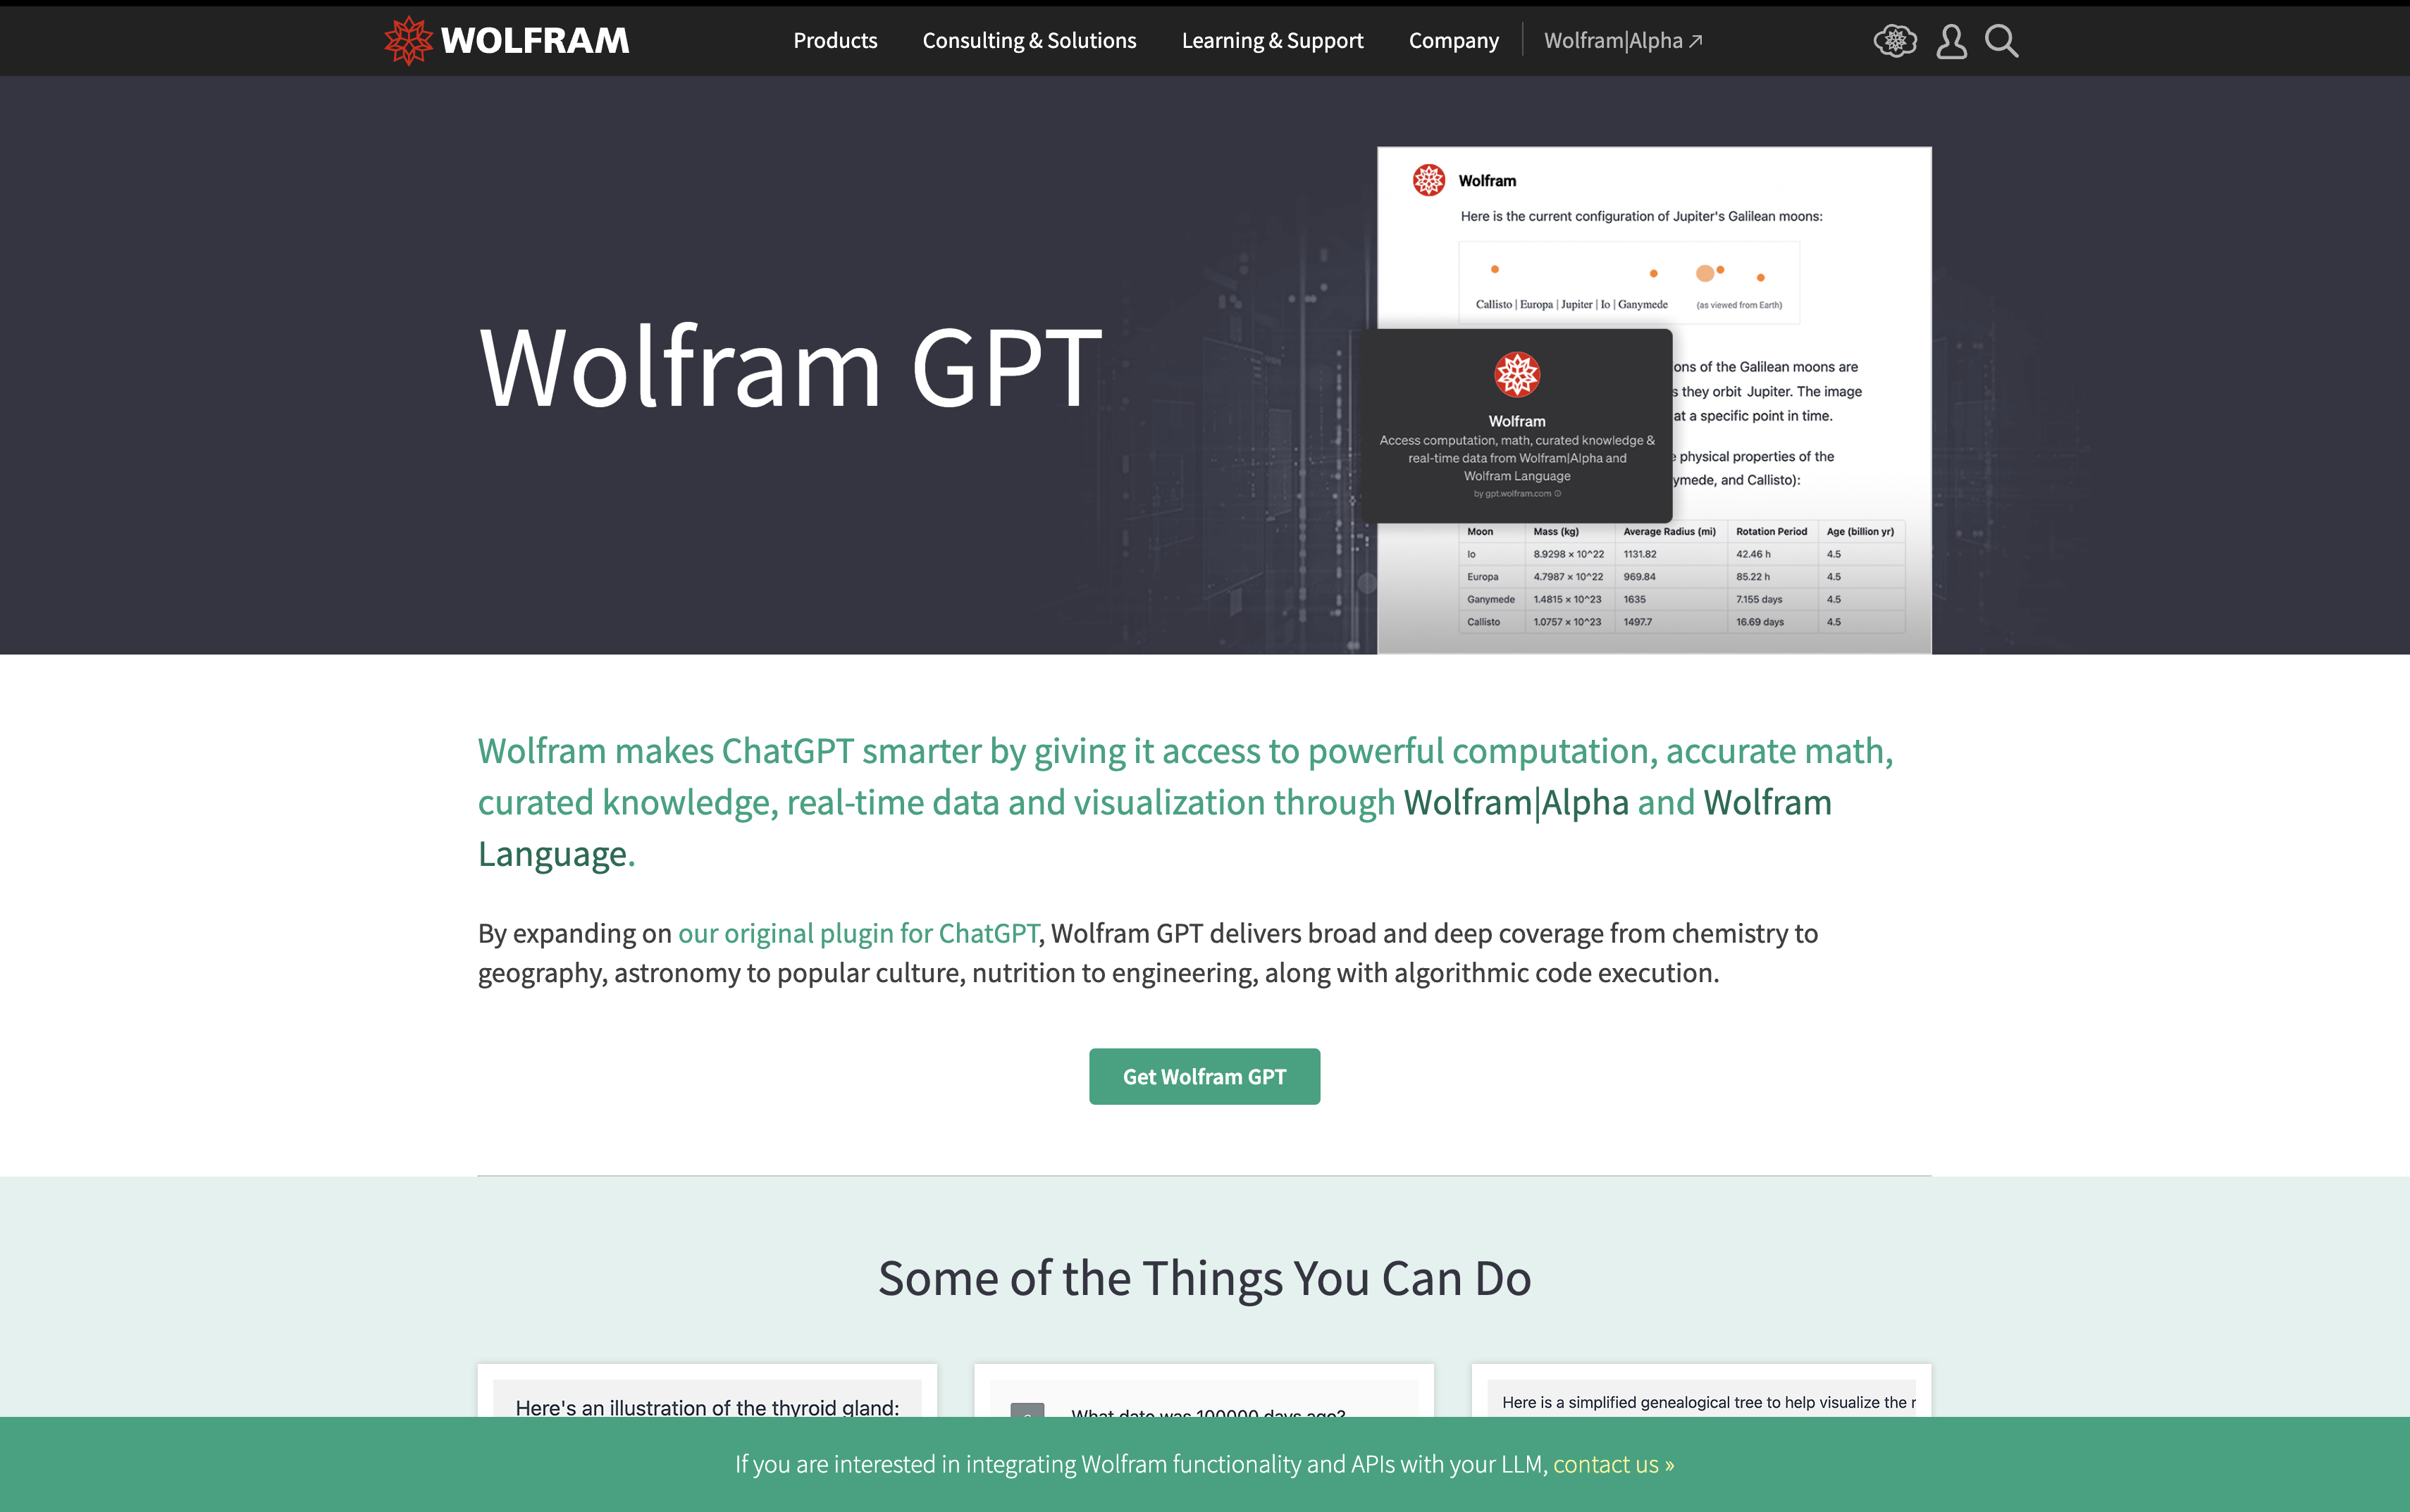 WOLFRAM
Products
Consulting & Solutions
Learning & Support
Company
Wolfram|Alpha ↗
Wolfram GPT
Wolfram
Here is the current configuration of Jupiter's Galilean moons:
Callisto | Europa | Jupiter | Io | Ganymede (as viewed from Earth)
ons of the Galilean moons are
s they orbit Jupiter. The image
at a specific point in time.
physical properties of the
ymede, and Callisto):
Wolfram
Access computation, math, curated knowledge &
real-time data from Wolfram|Alpha and
Wolfram Language
by gpt.wolfram.com
Moon Mass (kg) Average Radius (mi) Rotation Period Age (billion yr)
Io 8.9298 × 10^22 1131.82 42.46 h 4.5
Europa 4.7987 × 10^22 969.84 85.22 h 4.5
Ganymede 1.4815 × 10^23 1635 7.155 days 4.5
Callisto 1.0757 × 10^23 1497.7 16.69 days 4.5
Wolfram makes ChatGPT smarter by giving it access to powerful computation, accurate math,
curated knowledge, real-time data and visualization through Wolfram|Alpha and Wolfram
Language.
By expanding on our original plugin for ChatGPT, Wolfram GPT delivers broad and deep coverage from chemistry to
geography, astronomy to popular culture, nutrition to engineering, along with algorithmic code execution.
Get Wolfram GPT
Some of the Things You Can Do
Here's an illustration of the thyroid gland:
What date was 100000 days ago?
Here is a simplified genealogical tree to help visualize the r
If you are interested in integrating Wolfram functionality and APIs with your LLM, contact us »